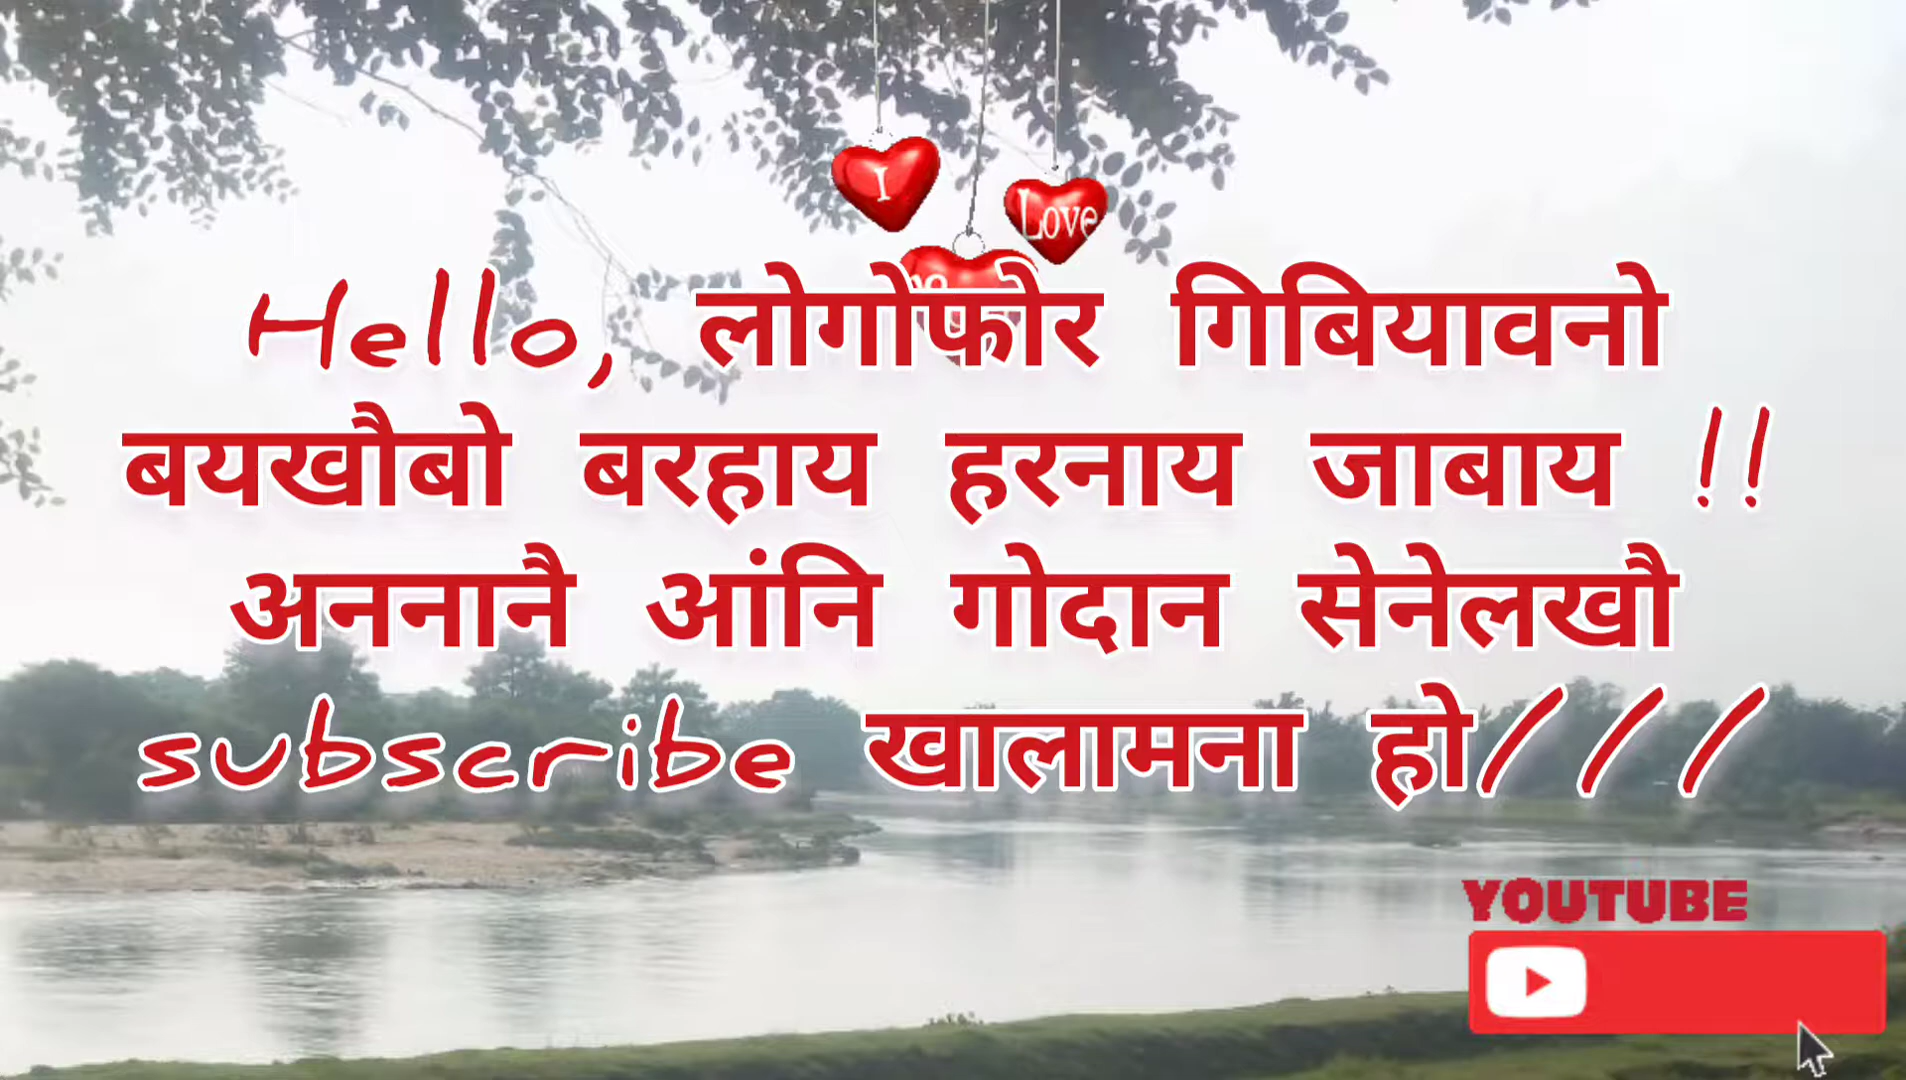 I
Love
Hello, लोगोफोर गिबियावनो
बयखौबो बरहाय हरनाय जाबाय !!
अननानै आंनि गोदान सेनेलखौ
subscribe खालामना हो///
YOUTUBE